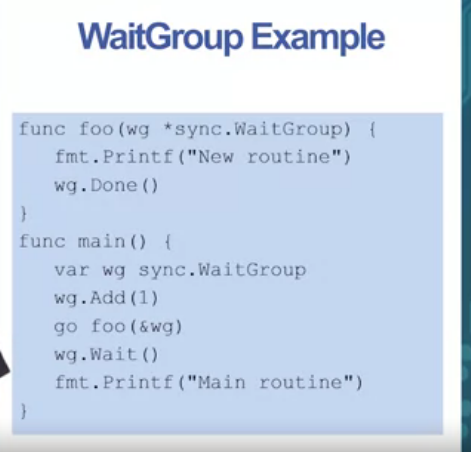 WaitGroup Example
func foo(wg *sync.WaitGroup) {
fmt.Printf("New routine")
wg.Done()
}
func main() {
var wg sync.WaitGroup
wg.Add(1)
go foo(&wg)
wg.Wait()
fmt.Printf("Main routine")
}